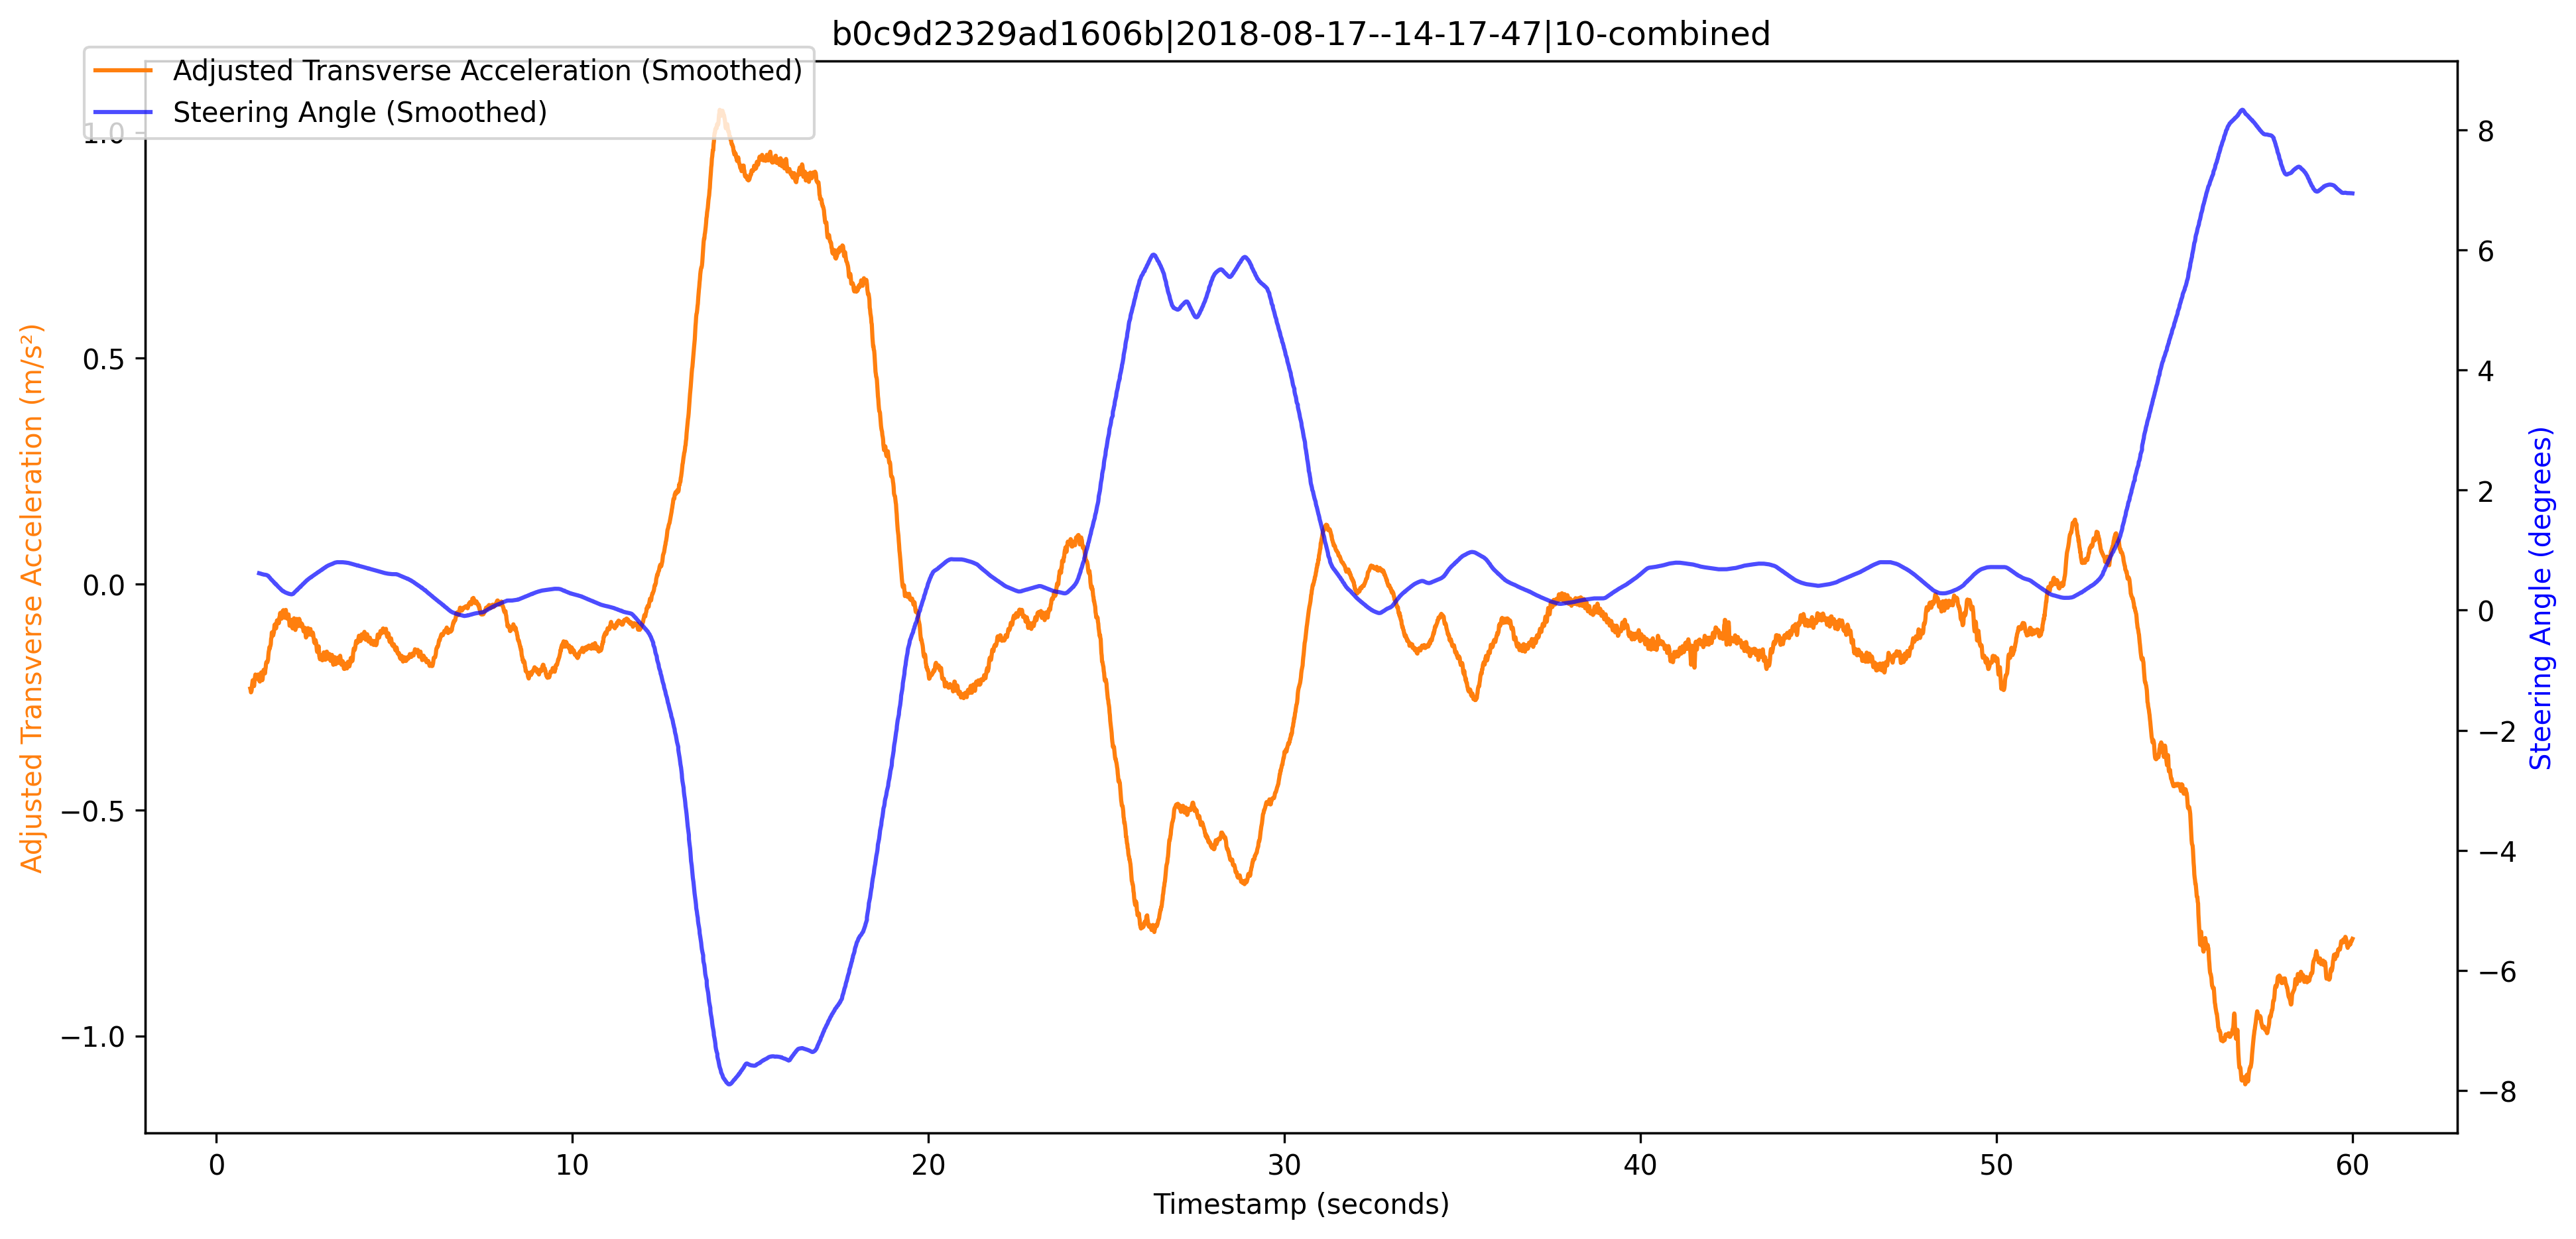 b0c9d2329ad1606b|2018-08-17--14-17-47|10-combined
Adjusted Transverse Acceleration (Smoothed)
Steering Angle (Smoothed)
1.0
0.5
0.0
−0.5
−1.0
Adjusted Transverse Acceleration (m/s²)
8
6
4
2
0
−2
−4
−6
−8
Steering Angle (degrees)
0 10 20 30 40 50 60
Timestamp (seconds)